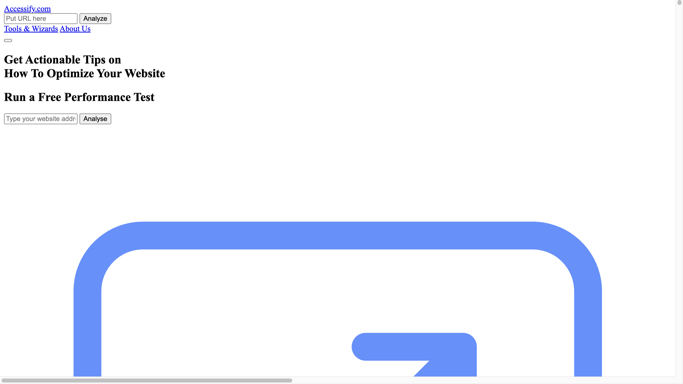 Accessify.com
Put URL here Analyze
Tools & Wizards About Us
Get Actionable Tips on
How To Optimize Your Website
Run a Free Performance Test
Type your website addr Analyse